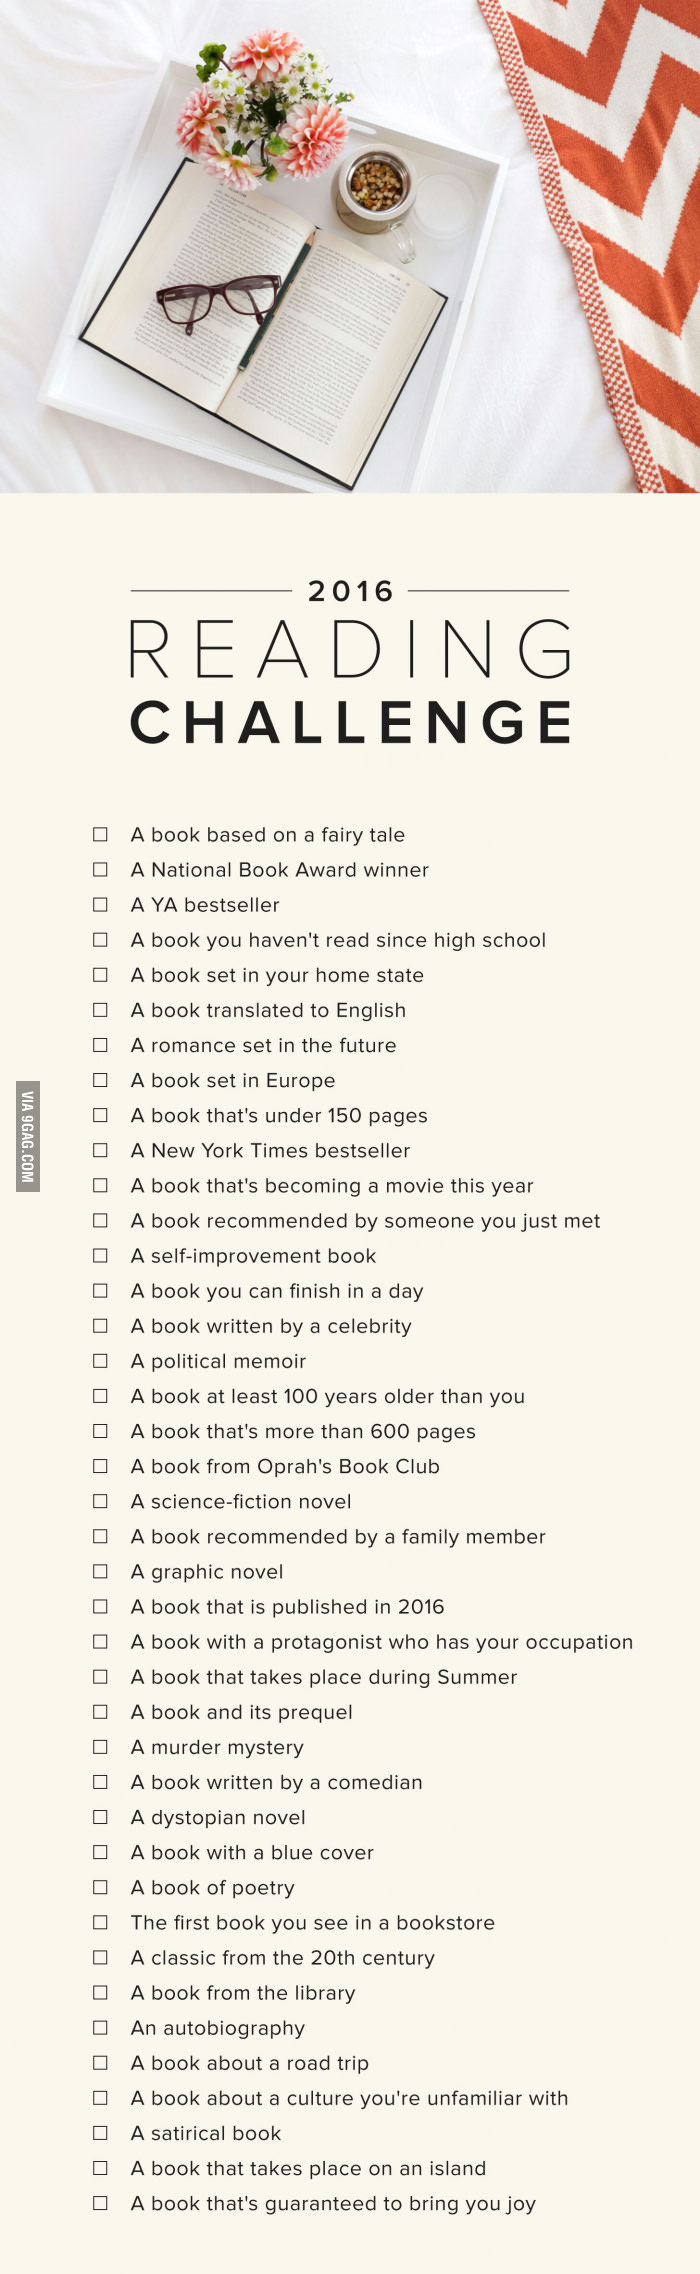 2016
READING
CHALLENGE
A book based on a fairy tale
A National Book Award winner
A YA bestseller
A book you haven't read since high school
A book set in your home state
A book translated to English
A romance set in the future
A book set in Europe
A book that's under 150 pages
A New York Times bestseller
A book that's becoming a movie this year
A book recommended by someone you just met
A self-improvement book
A book you can finish in a day
A book written by a celebrity
A political memoir
A book at least 100 years older than you
A book that's more than 600 pages
A book from Oprah's Book Club
A science-fiction novel
A book recommended by a family member
A graphic novel
A book that is published in 2016
A book with a protagonist who has your occupation
A book that takes place during Summer
A book and its prequel
A murder mystery
A book written by a comedian
A dystopian novel
A book with a blue cover
A book of poetry
The first book you see in a bookstore
A classic from the 20th century
A book from the library
An autobiography
A book about a road trip
A book about a culture you're unfamiliar with
A satirical book
A book that takes place on an island
A book that's guaranteed to bring you joy
VIA 9GAG.COM